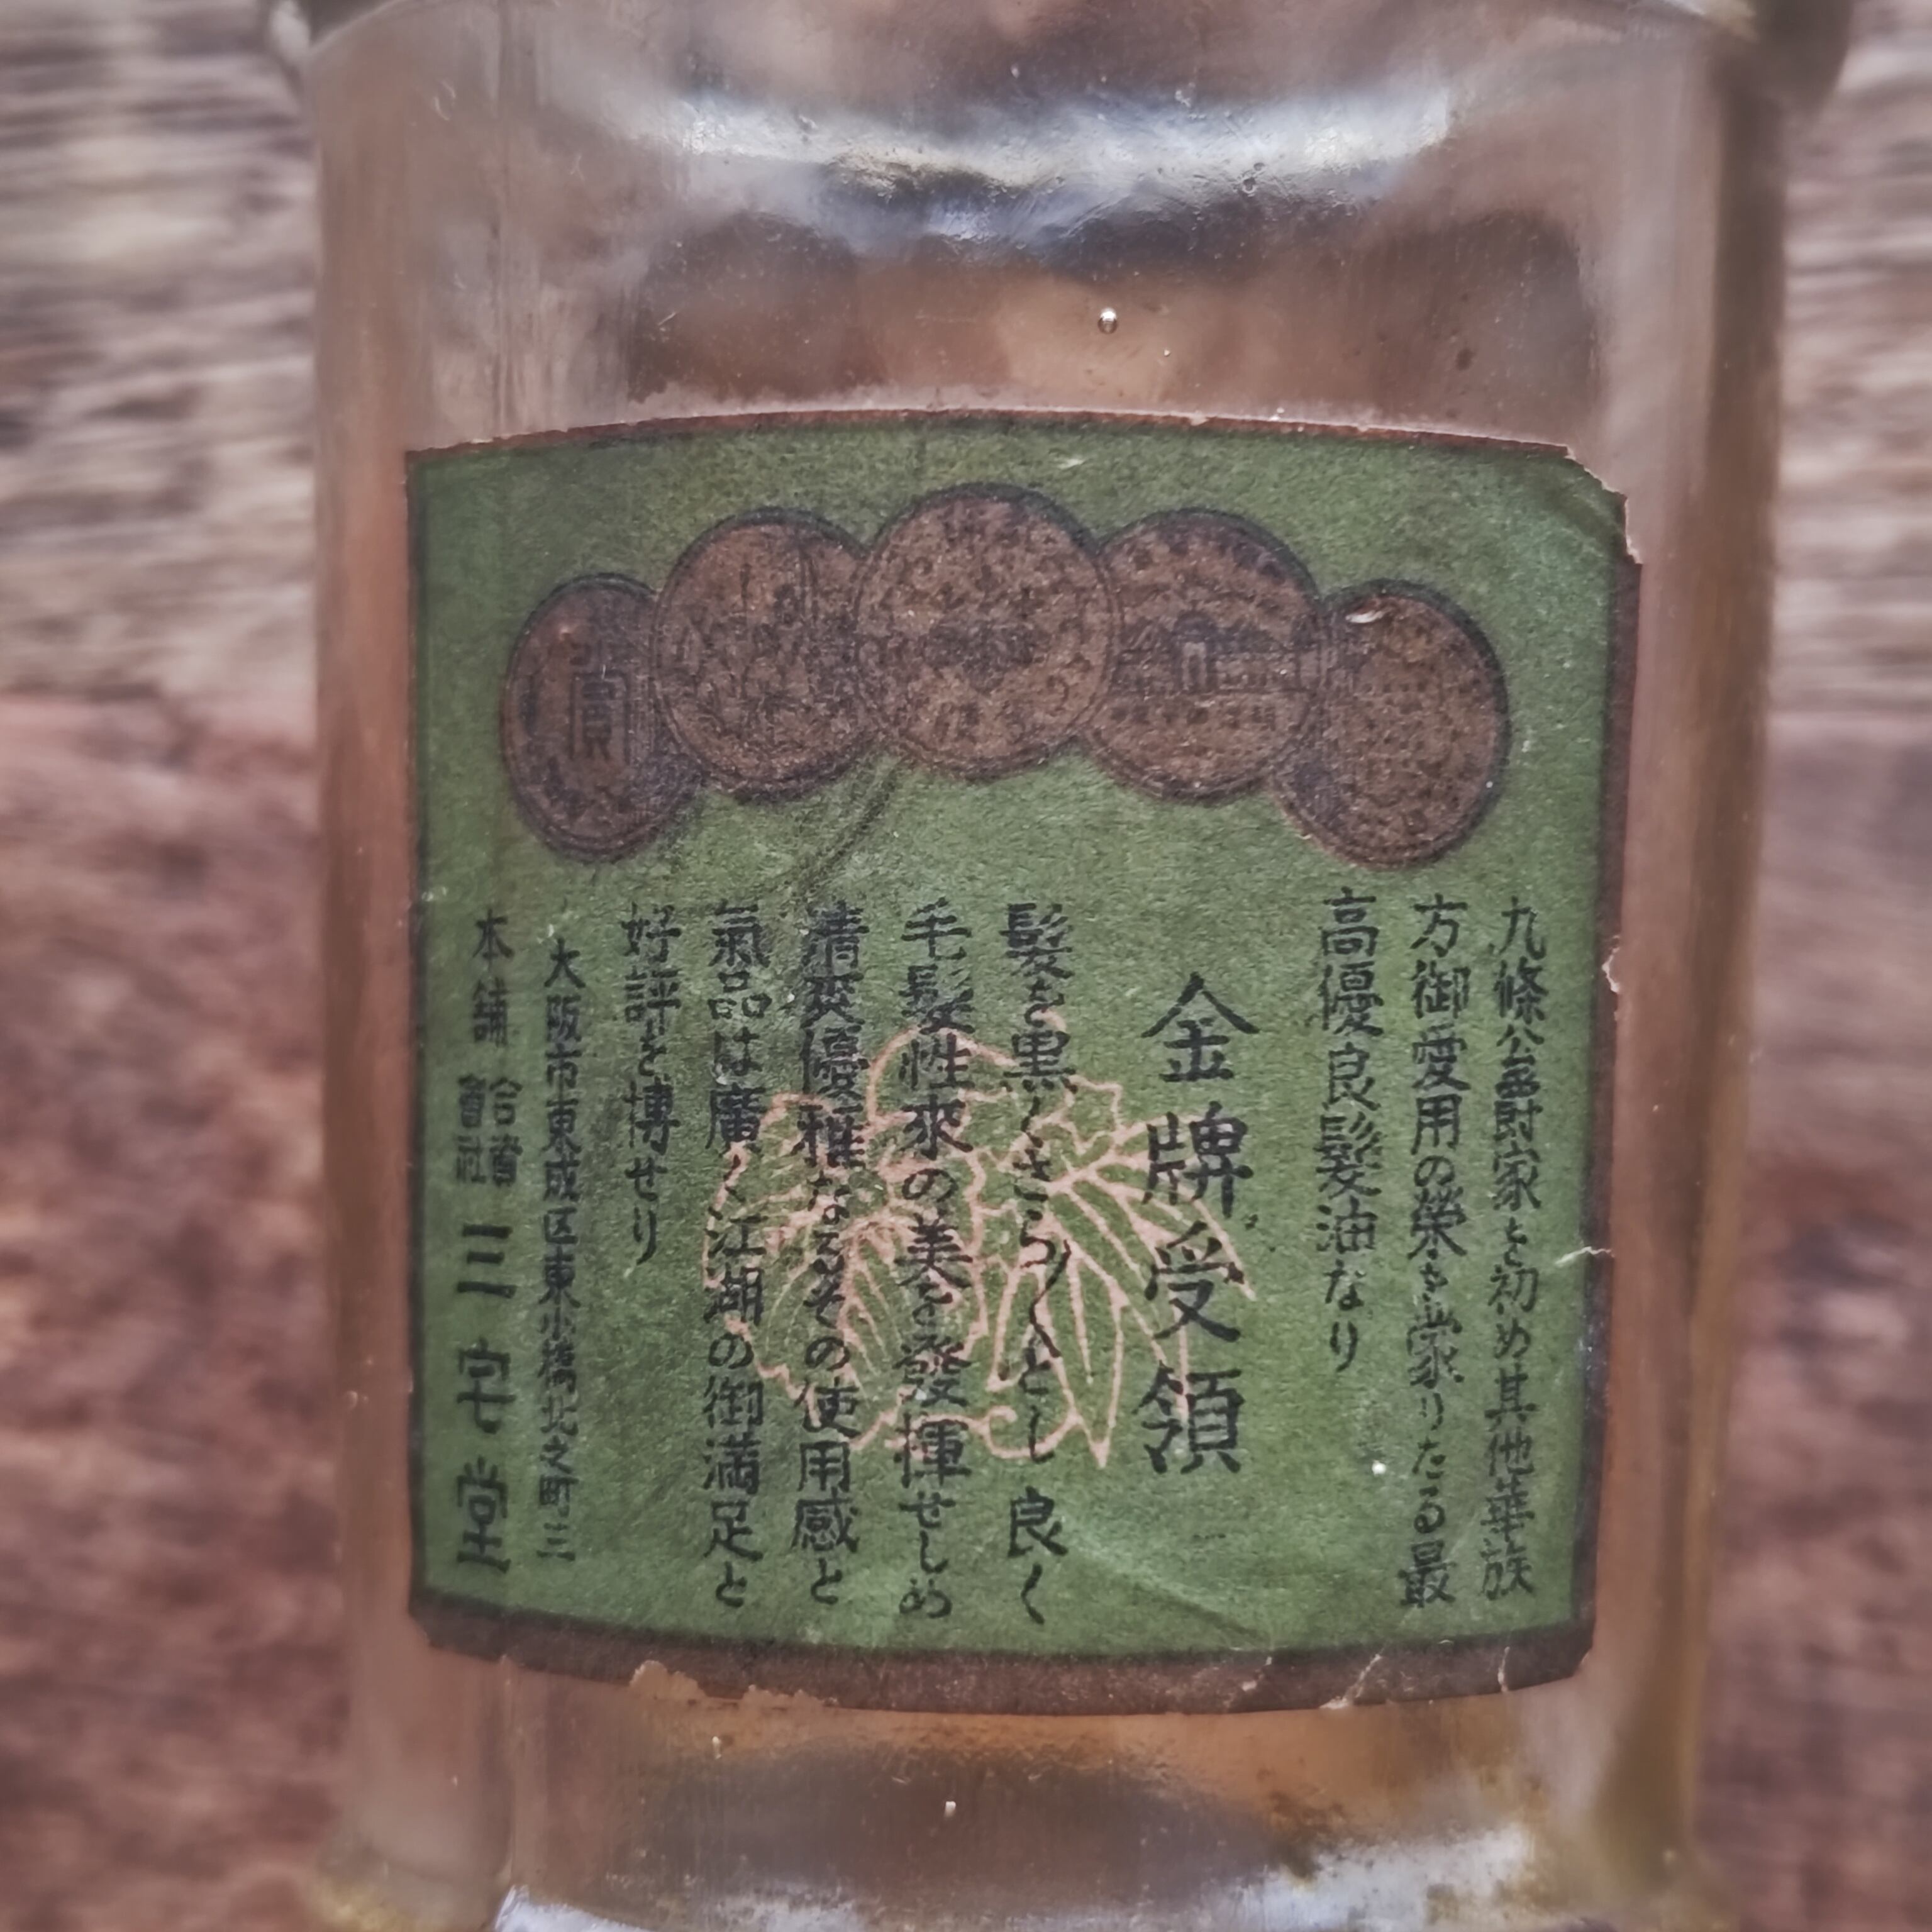 九條公爵家を初め其他華族
方御愛用の榮を蒙りたる最
高優良髮油なり
金牌受領
髮を黒くさら〱とし良く
毛髮性來の美を發揮せしめ
清爽優雅なるその使用感と
氣品は廣く江湖の御満足と
好評を博せり
大阪市東成区東小橋北之町三
本舗 合資會社 三宅堂